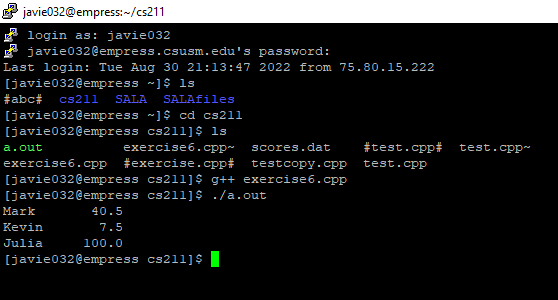 javie032@empress:~/cs211
login as: javie032
javie032@empress.csusm.edu's password:
Last login: Tue Aug 30 21:13:47 2022 from 75.80.15.222
[javie032@empress ~]$ ls
#abc#  cs211  SALA  SALAfiles
[javie032@empress ~]$ cd cs211
[javie032@empress cs211]$ ls
a.out          exercise6.cpp~  scores.dat    #test.cpp#  test.cpp~
exercise6.cpp  #exercise.cpp#  testcopy.cpp  test.cpp
[javie032@empress cs211]$ g++ exercise6.cpp
[javie032@empress cs211]$ ./a.out
Mark       40.5
Kevin       7.5
Julia     100.0
[javie032@empress cs211]$